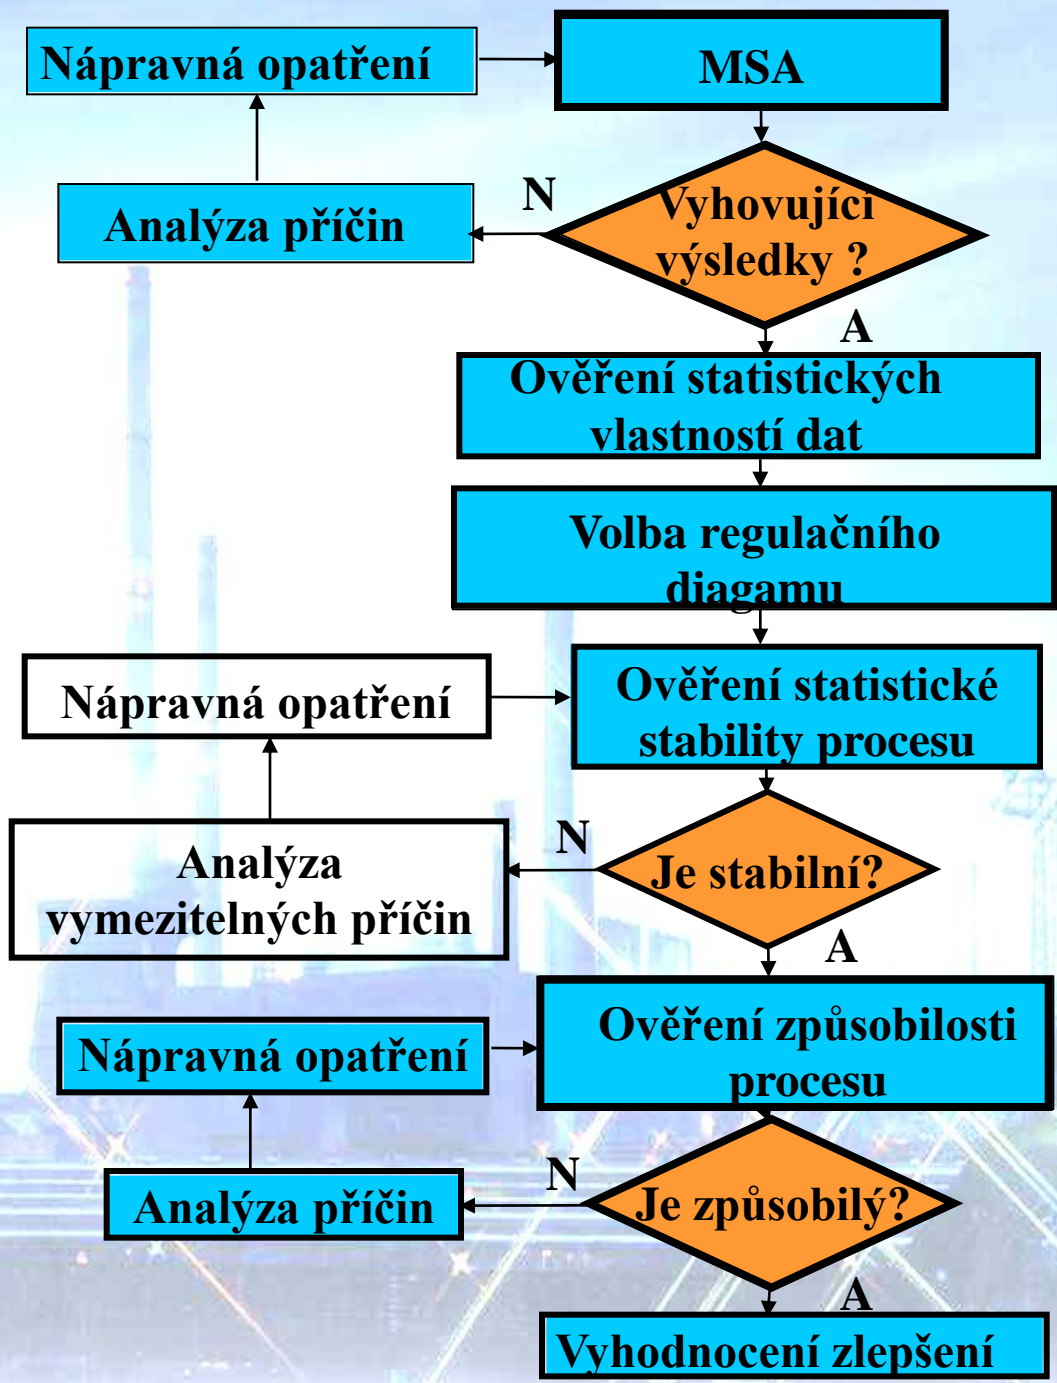 Nápravná opatření
MSA
Analýza příčin
N
Vyhovující
výsledky ?
A
Ověření statistických
vlastností dat
Volba regulačního
diagamu
Nápravná opatření
Ověření statistické
stability procesu
Analýza
vymezitelných příčin
N
Je stabilní?
A
Nápravná opatření
Ověření způsobilosti
procesu
Analýza příčin
N
Je způsobilý?
A
Vyhodnocení zlepšení